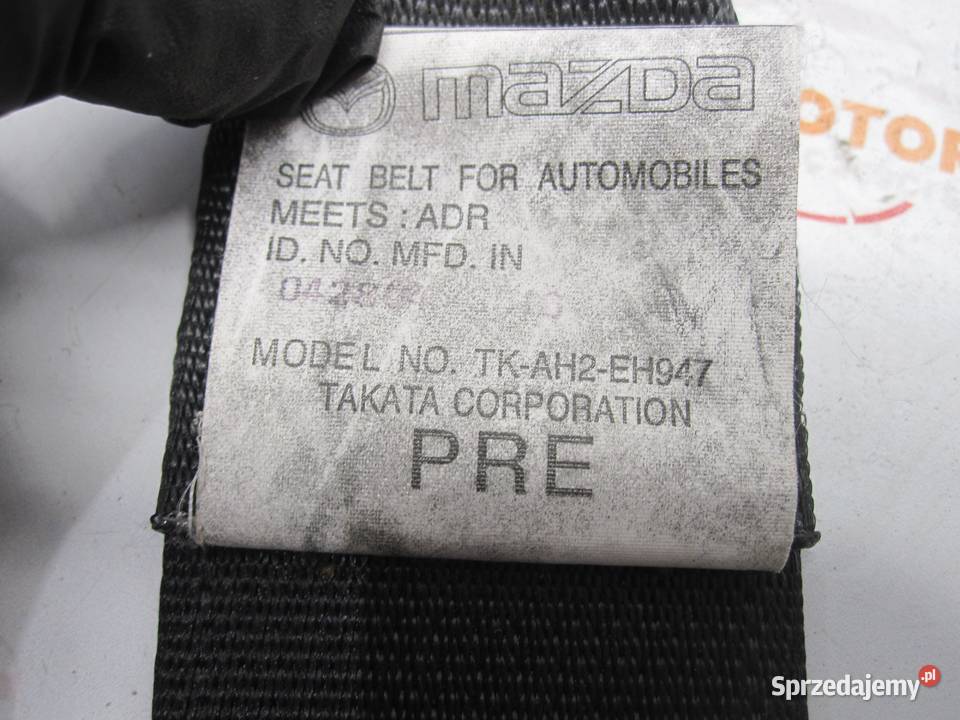 mazda
SEAT BELT FOR AUTOMOBILES
MEETS : ADR
ID. NO. MFD. IN
MODEL NO. TK-AH2-EH947
TAKATA CORPORATION
PRE
OTOR
Sprzedajemy.pl